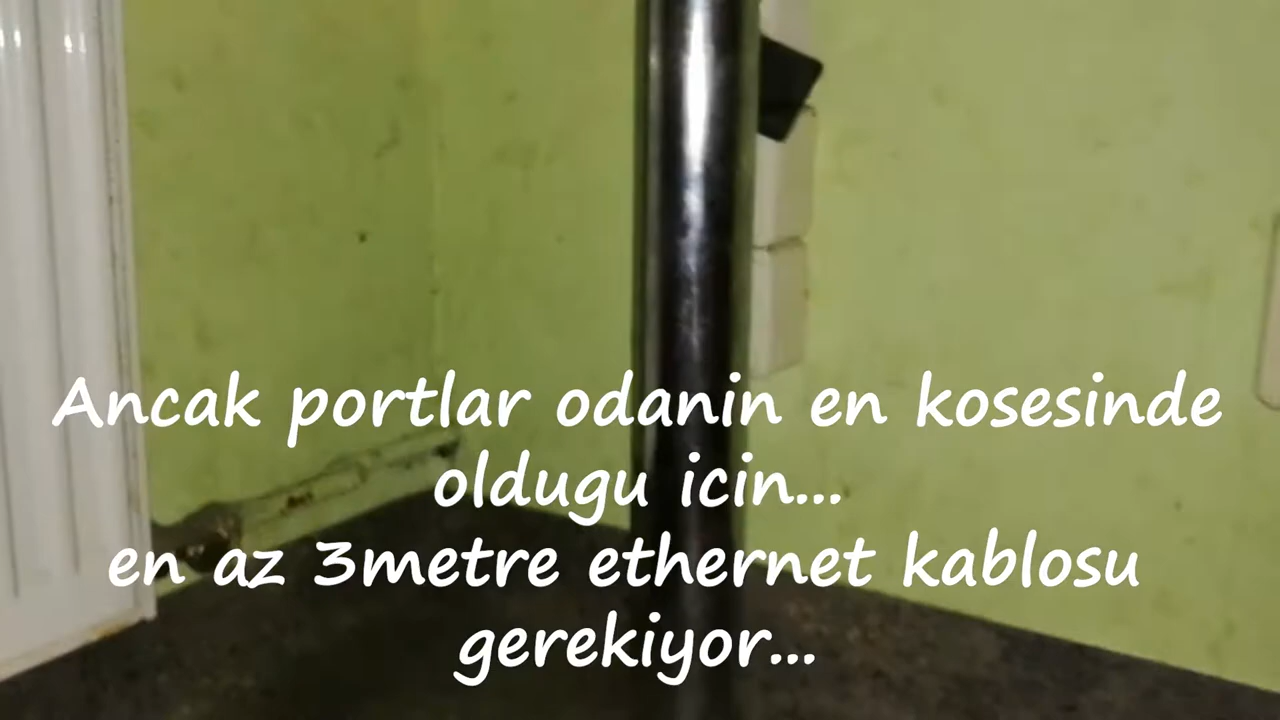 Ancak portlar odanin en kosesinde
oldugu icin...
en az 3metre ethernet kablosu
gerekiyor...